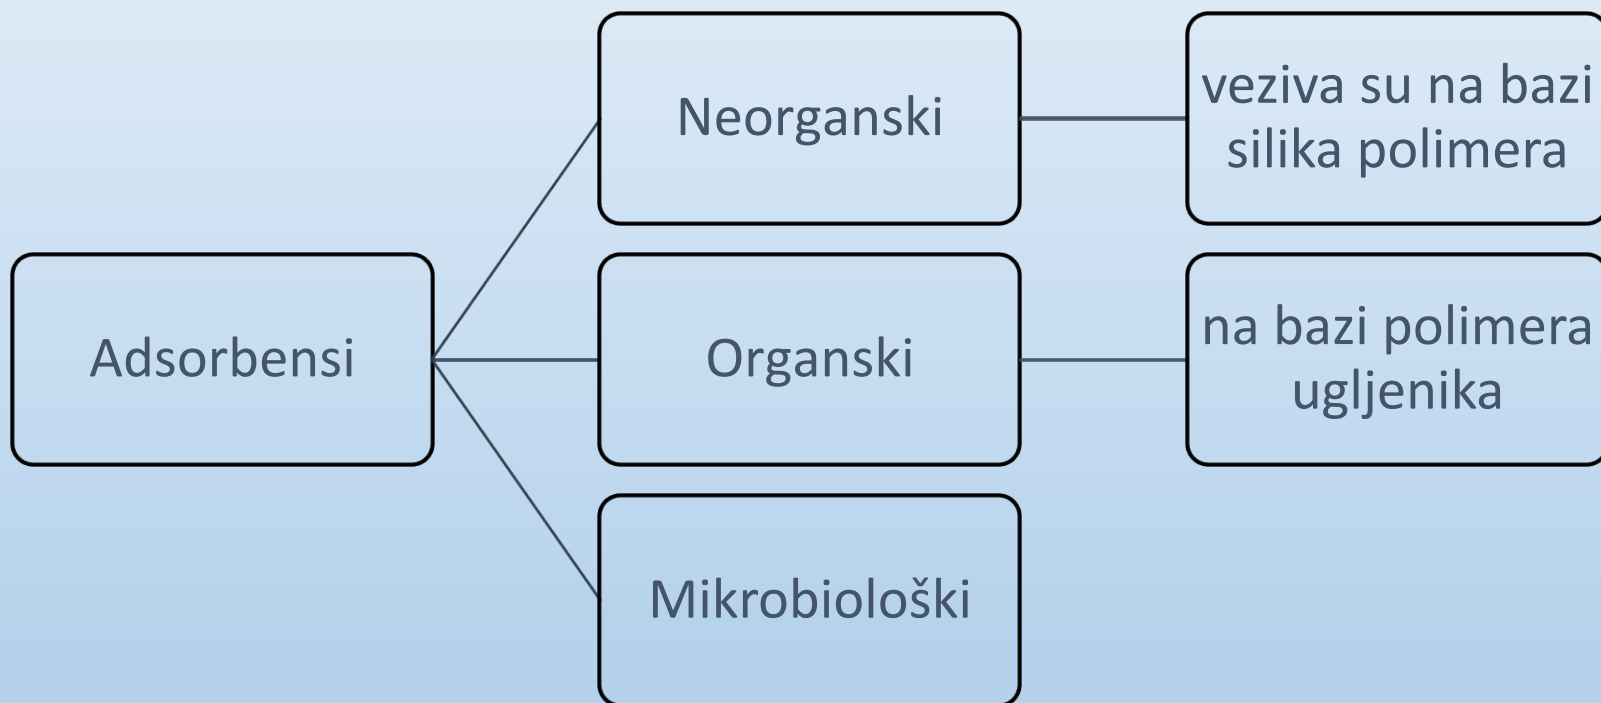 Adsorbensi
Neorganski
veziva su na bazi
silika polimera
Organski
na bazi polimera
ugljenika
Mikrobiološki